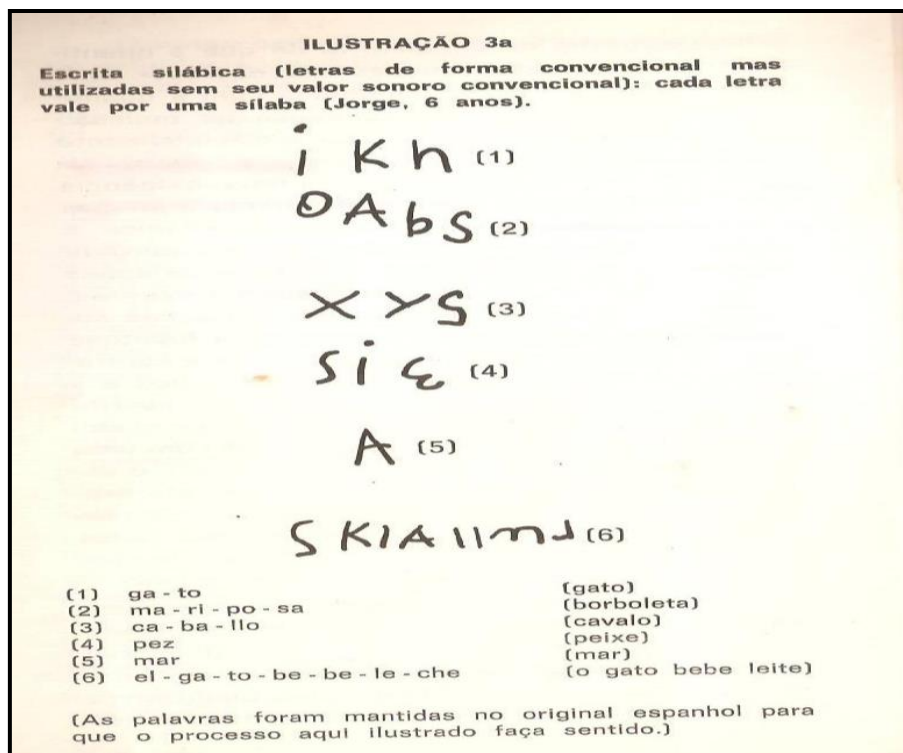 ILUSTRAÇÃO 3a
Escrita silábica (letras de forma convencional mas
utilizadas sem seu valor sonoro convencional): cada letra
vale por uma sílaba (Jorge, 6 anos).
i K h (1)
O A b S (2)
X Y S (3)
S i (4)
A (5)
S K I A I I m J (6)
(1) ga - to (gato)
(2) ma - ri - po - sa (borboleta)
(3) ca - ba - llo (cavalo)
(4) pez (peixe)
(5) mar (mar)
(6) el - ga - to - be - be - le - che (o gato bebe leite)
(As palavras foram mantidas no original espanhol para
que o processo aqui ilustrado faça sentido.)